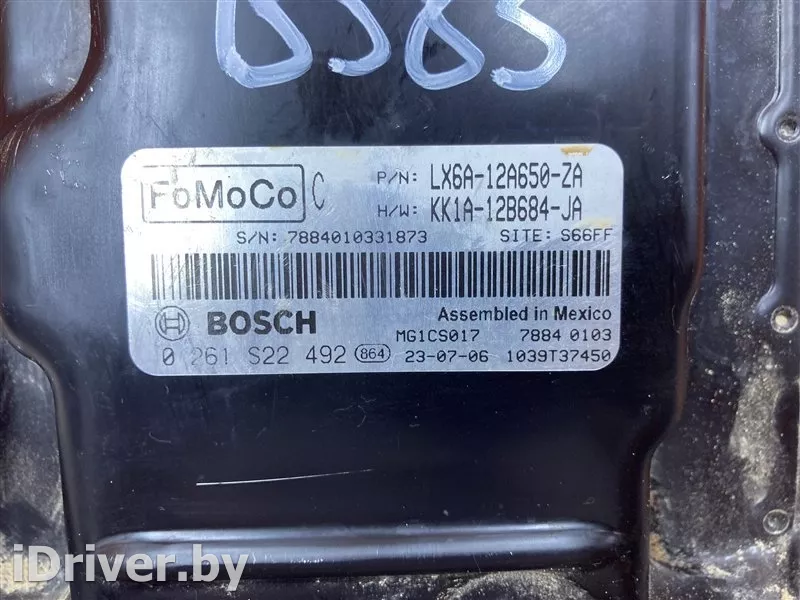 FoMoCo C P/N: LX6A-12A650-ZA
H/W: KK1A-12B684-JA
S/N: 7884010331873 SITE: S66FF
BOSCH Assembled in Mexico
MG1CS017 7884 0103
0 261 S22 492 864 23-07-06 1039T37450
iDriver.by